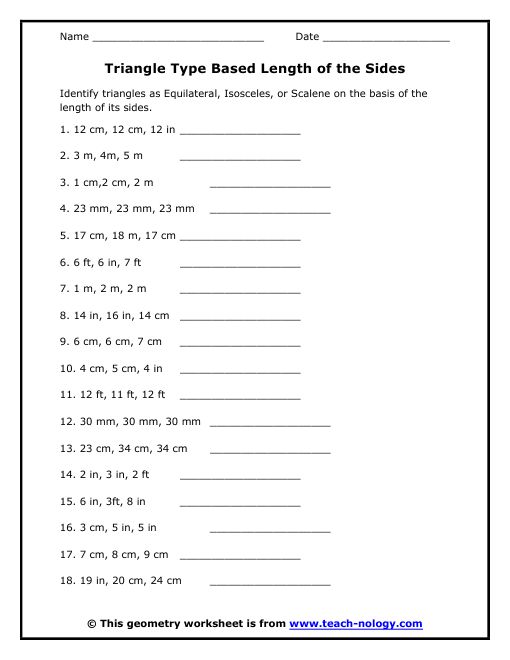 Name ____________________________ Date _____________________
Triangle Type Based Length of the Sides
Identify triangles as Equilateral, Isosceles, or Scalene on the basis of the
length of its sides.
1. 12 cm, 12 cm, 12 in ____________________
2. 3 m, 4m, 5 m ____________________
3. 1 cm,2 cm, 2 m ____________________
4. 23 mm, 23 mm, 23 mm ____________________
5. 17 cm, 18 m, 17 cm ____________________
6. 6 ft, 6 in, 7 ft ____________________
7. 1 m, 2 m, 2 m ____________________
8. 14 in, 16 in, 14 cm ____________________
9. 6 cm, 6 cm, 7 cm ____________________
10. 4 cm, 5 cm, 4 in ____________________
11. 12 ft, 11 ft, 12 ft ____________________
12. 30 mm, 30 mm, 30 mm ____________________
13. 23 cm, 34 cm, 34 cm ____________________
14. 2 in, 3 in, 2 ft ____________________
15. 6 in, 3ft, 8 in ____________________
16. 3 cm, 5 in, 5 in ____________________
17. 7 cm, 8 cm, 9 cm ____________________
18. 19 in, 20 cm, 24 cm ____________________
© This geometry worksheet is from www.teach-nology.com